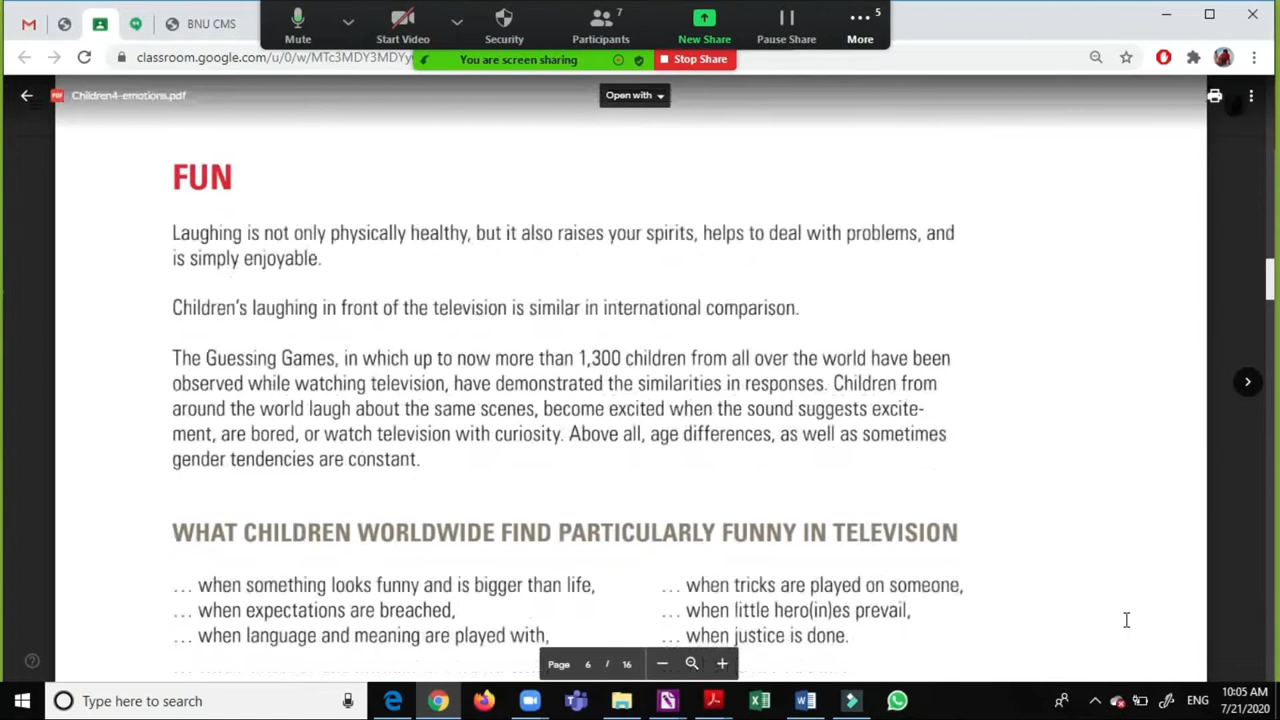 BNU CMS
Mute
Start Video
Security
7
Participants
New Share
Pause Share
5
More
classroom.google.com/u/0/w/MTc3MDY3MDYy
You are screen sharing
Stop Share
PDF
Children4-emotions.pdf
Open with
FUN
Laughing is not only physically healthy, but it also raises your spirits, helps to deal with problems, and
is simply enjoyable.
Children's laughing in front of the television is similar in international comparison.
The Guessing Games, in which up to now more than 1,300 children from all over the world have been
observed while watching television, have demonstrated the similarities in responses. Children from
around the world laugh about the same scenes, become excited when the sound suggests excite-
ment, are bored, or watch television with curiosity. Above all, age differences, as well as sometimes
gender tendencies are constant.
WHAT CHILDREN WORLDWIDE FIND PARTICULARLY FUNNY IN TELEVISION
... when something looks funny and is bigger than life,
... when expectations are breached,
... when language and meaning are played with,
... when tricks are played on someone,
... when little hero(in)es prevail,
... when justice is done.
Page 6 / 16
Type here to search
ENG
10:05 AM
7/21/2020